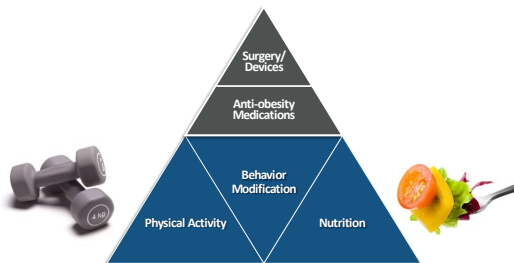 Surgery/
Devices
Anti-obesity
Medications
Behavior
Modification
Physical Activity
Nutrition
4 kg